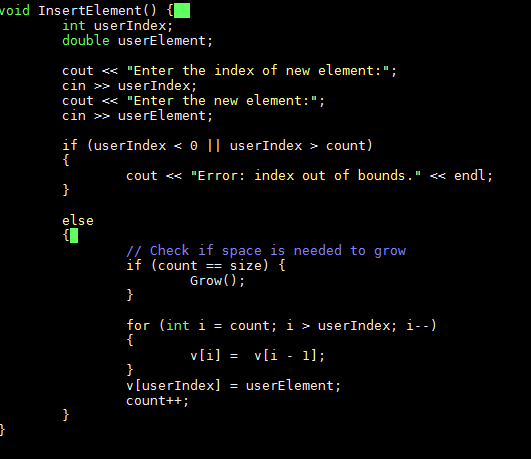 void InsertElement() {
int userIndex;
double userElement;
cout << "Enter the index of new element:";
cin >> userIndex;
cout << "Enter the new element:";
cin >> userElement;
if (userIndex < 0 || userIndex > count)
{
cout << "Error: index out of bounds." << endl;
}
else
{
// Check if space is needed to grow
if (count == size) {
Grow();
}
for (int i = count; i > userIndex; i--)
{
v[i] =  v[i - 1];
}
v[userIndex] = userElement;
count++;
}
}